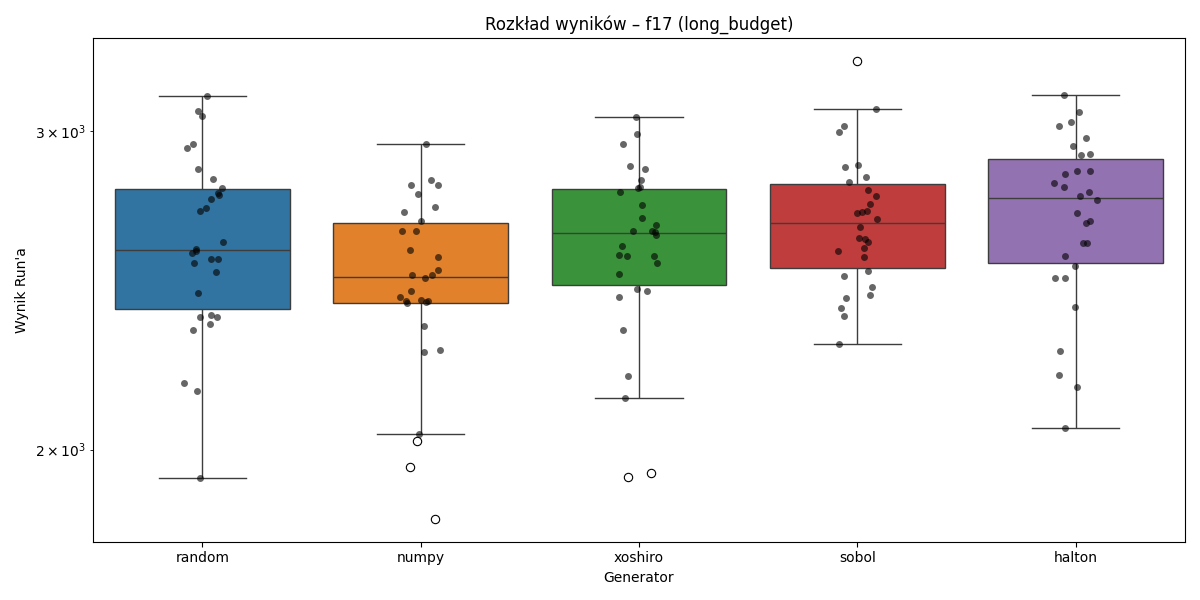 Rozkład wyników – f17 (long_budget)
3 × 10³
2 × 10³
Wynik Run'a
random numpy xoshiro sobol halton
Generator